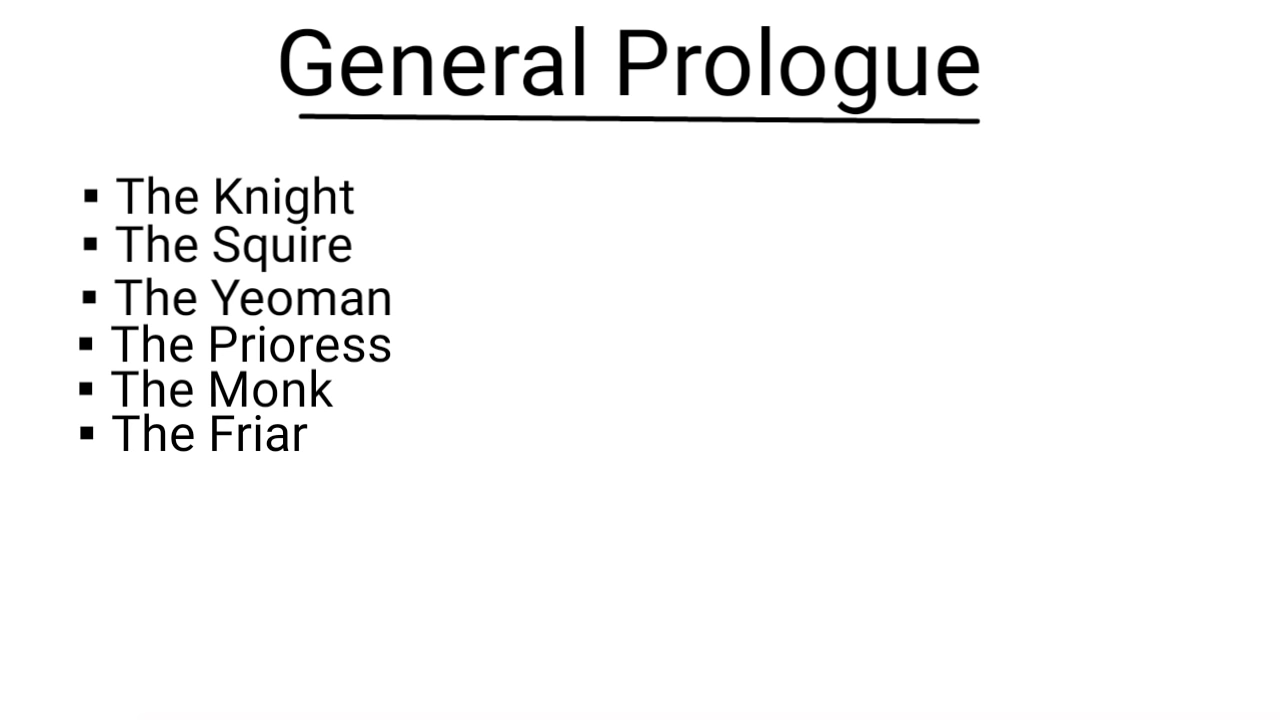 General Prologue
▪ The Knight
▪ The Squire
▪ The Yeoman
▪ The Prioress
▪ The Monk
▪ The Friar